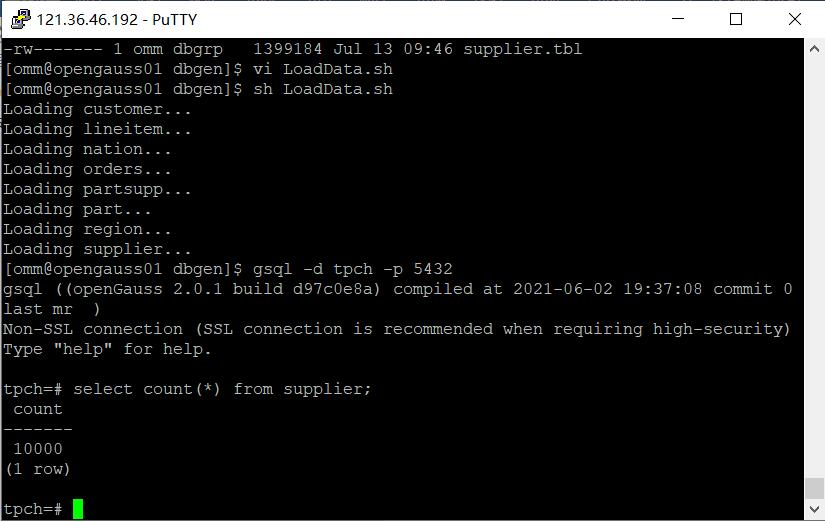 121.36.46.192 - PuTTY
-rw------- 1 omm dbgrp   1399184 Jul 13 09:46 supplier.tbl
[omm@opengauss01 dbgen]$ vi LoadData.sh
[omm@opengauss01 dbgen]$ sh LoadData.sh
Loading customer...
Loading lineitem...
Loading nation...
Loading orders...
Loading partsupp...
Loading part...
Loading region...
Loading supplier...
[omm@opengauss01 dbgen]$ gsql -d tpch -p 5432
gsql ((openGauss 2.0.1 build d97c0e8a) compiled at 2021-06-02 19:37:08 commit 0
last mr  )
Non-SSL connection (SSL connection is recommended when requiring high-security)
Type "help" for help.
tpch=# select count(*) from supplier;
 count
-------
 10000
(1 row)
tpch=#